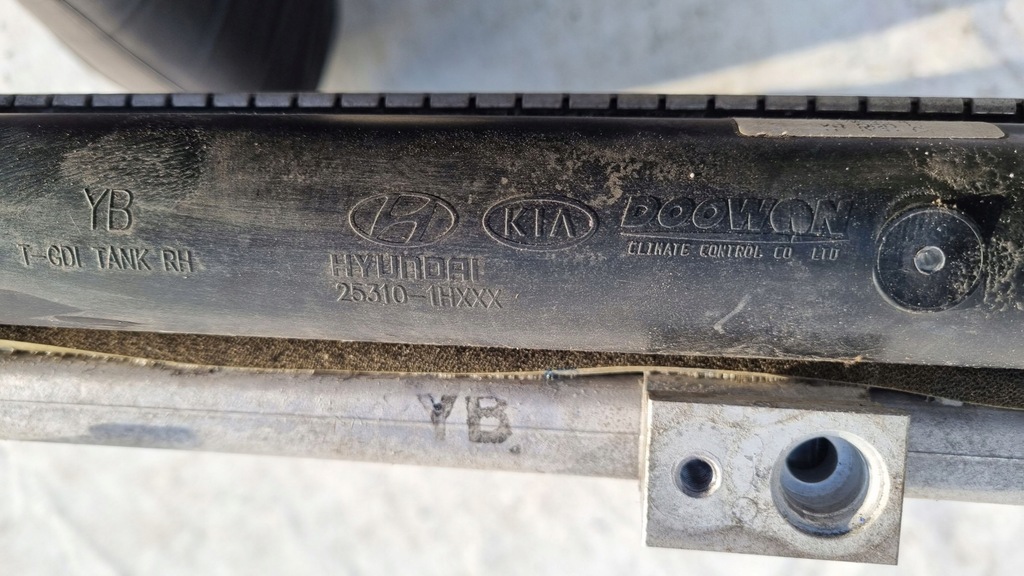 YB
T-GDI TANK RH
HYUNDAI
25310-1HXXX
KIA
DOOWON
CLIMATE CONTROL CO LTD
YB